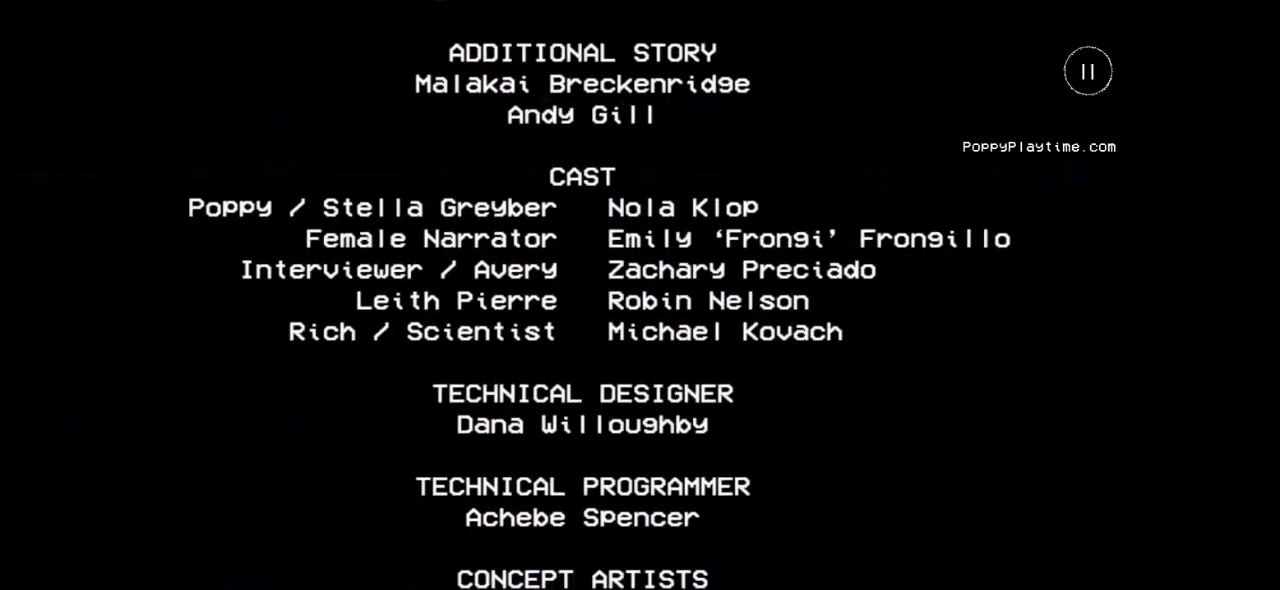 ADDITIONAL STORY
Malakai Breckenridge
Andy Gill
PoppyPlaytime.com
CAST
Poppy / Stella Greyber Nola Klop
Female Narrator Emily ‘Frongi’ Frongillo
Interviewer / Avery Zachary Preciado
Leith Pierre Robin Nelson
Rich / Scientist Michael Kovach
TECHNICAL DESIGNER
Dana Willoughby
TECHNICAL PROGRAMMER
Achebe Spencer
CONCEPT ARTISTS